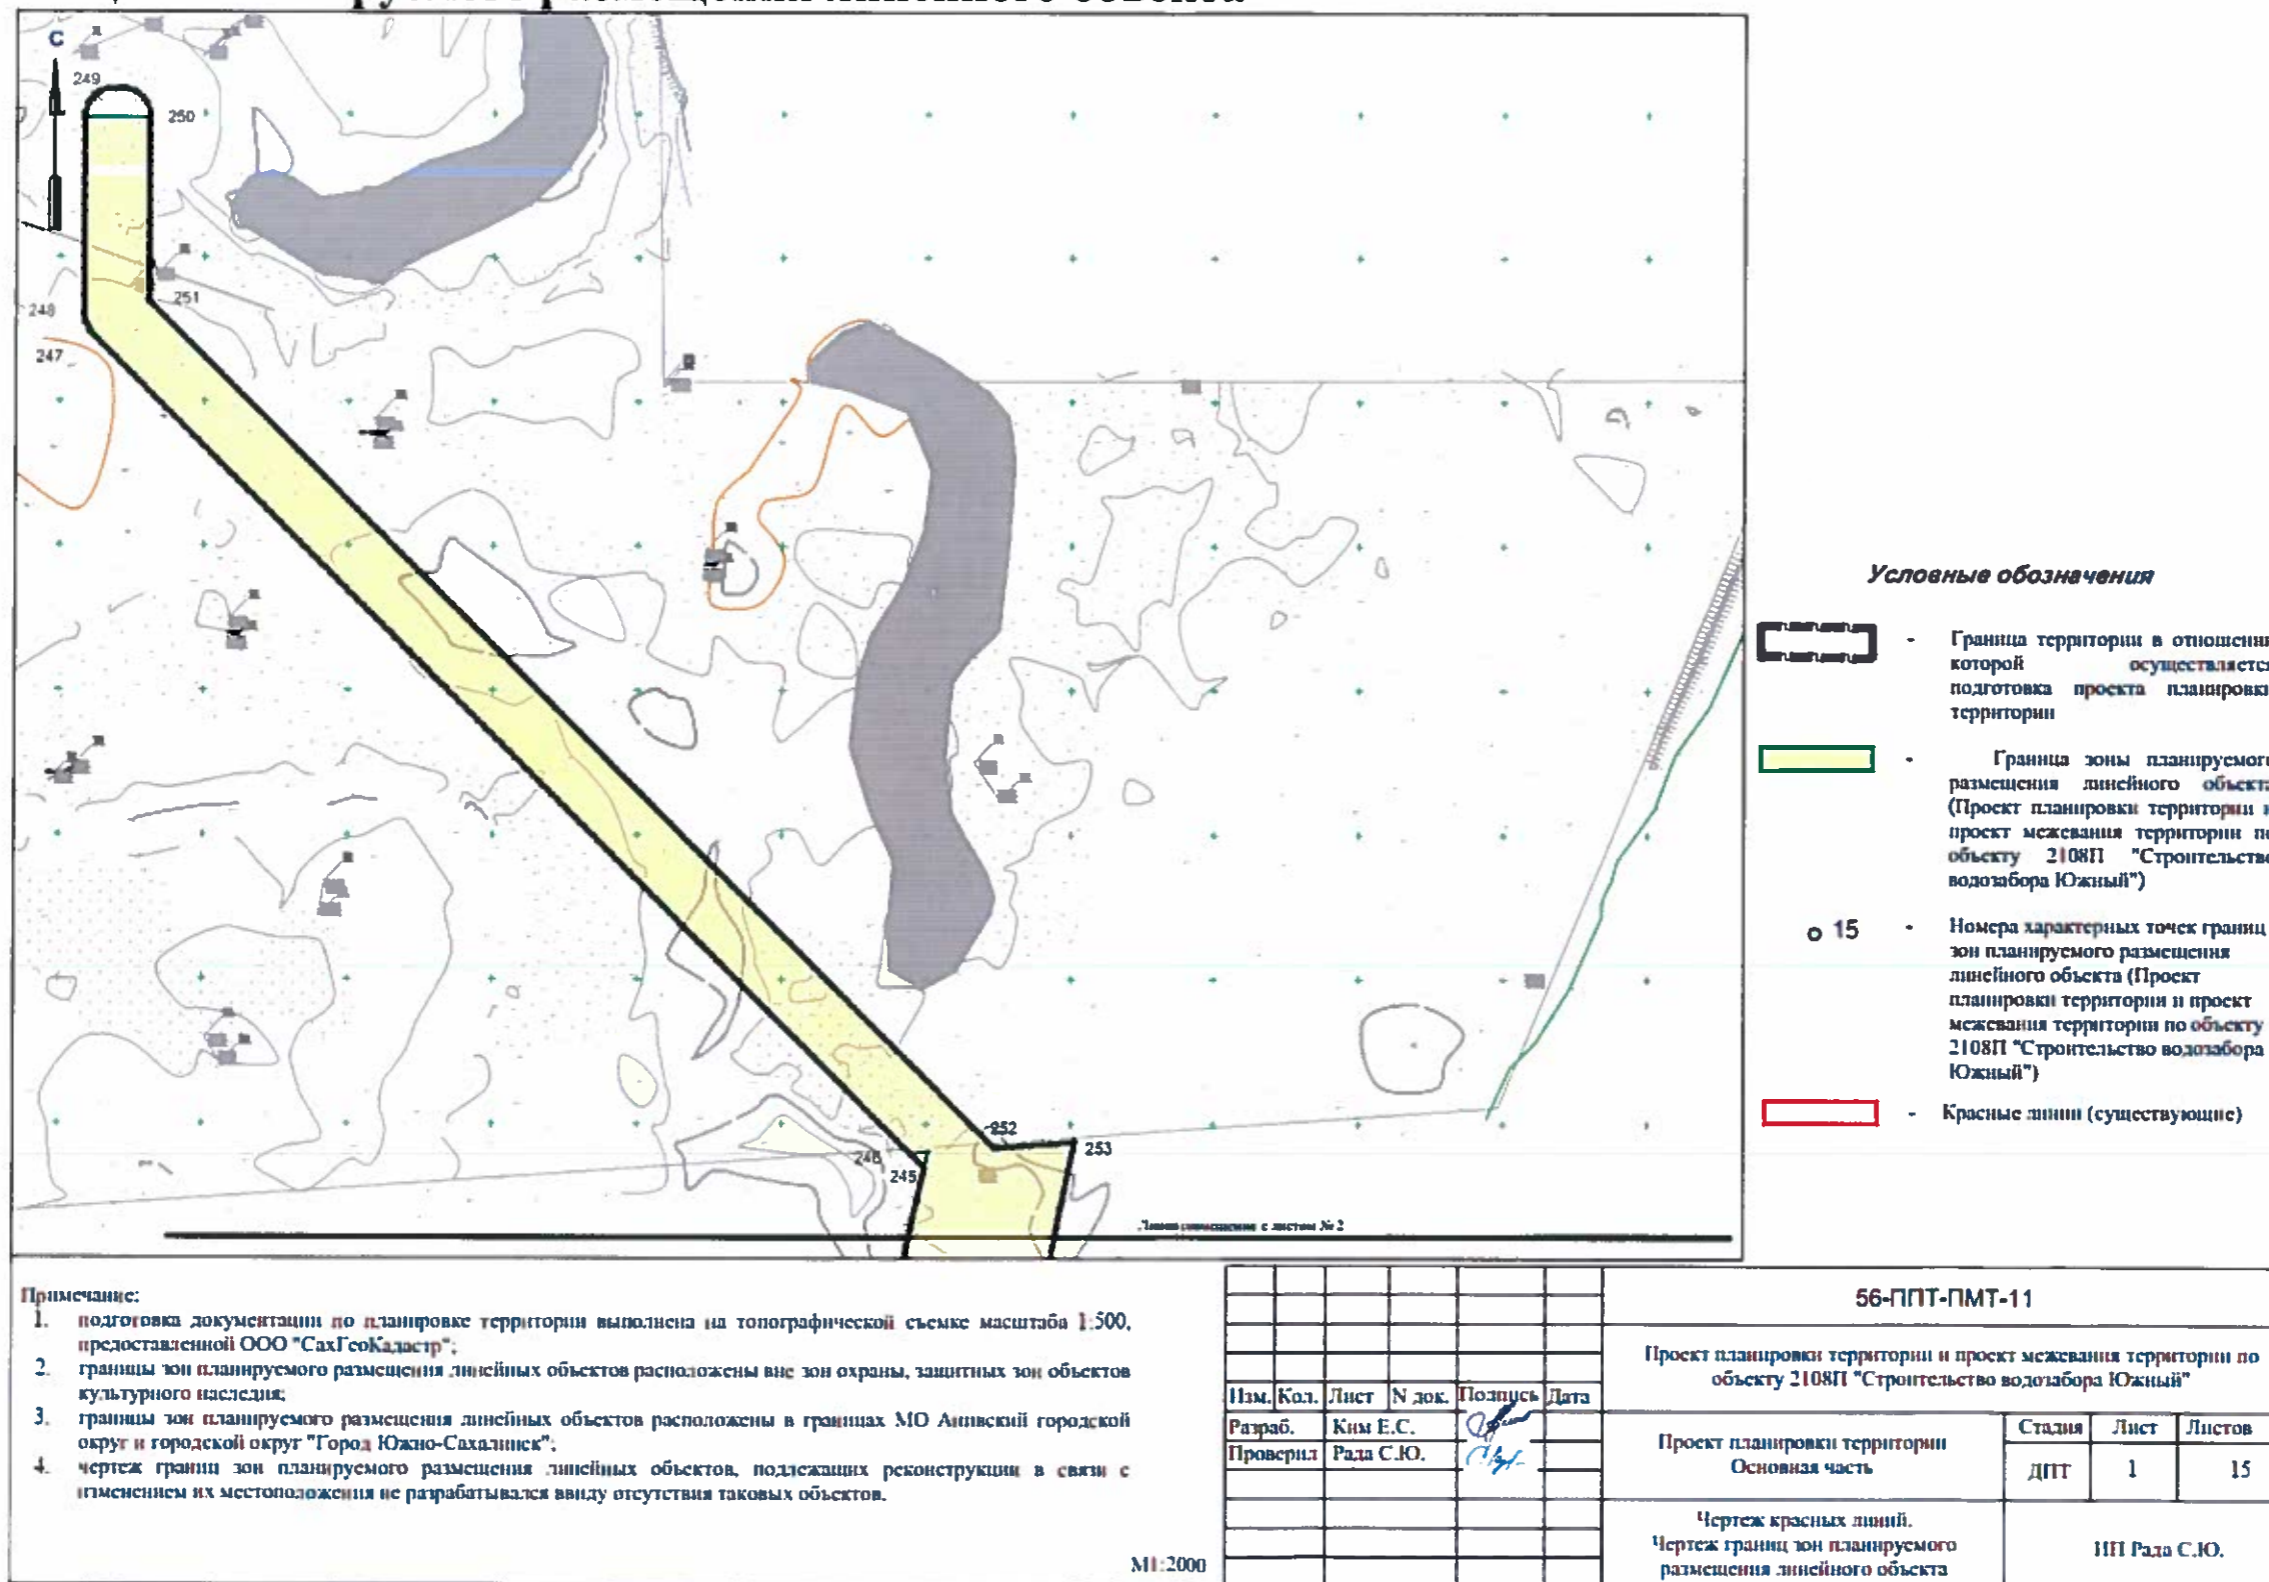 размещения линейного объекта
С
249
250
251
248
247
252
253
246
245
Линия совмещения с листом № 2
Условные обозначения
- Граница территории в отношении
которой осуществляется
подготовка проекта планировки
территории
- Граница зоны планируемого
размещения линейного объекта
(Проект планировки территории и
проект межевания территории по
объекту 2108П "Строительство
водозабора Южный")
15 - Номера характерных точек границ
зон планируемого размещения
линейного объекта (Проект
планировки территории и проект
межевания территории по объекту
2108П "Строительство водозабора
Южный")
- Красные линии (существующие)
Примечание:
1. подготовка документации по планировке территории выполнена на топографической съемке масштаба 1:500,
предоставленной ООО "СахГеоКадастр";
2. границы зон планируемого размещения линейных объектов расположены вне зон охраны, защитных зон объектов
культурного наследия;
3. границы зон планируемого размещения линейных объектов расположены в границах МО Анивский городской
округ и городской округ "Город Южно-Сахалинск";
4. чертеж границ зон планируемого размещения линейных объектов, подлежащих реконструкции в связи с
изменением их местоположения не разрабатывался ввиду отсутствия таковых объектов.
М1:2000
56-ППТ-ПМТ-11
Проект планировки территории и проект межевания территории по
объекту 2108П "Строительство водозабора Южный"
Изм. Кол. Лист N док. Подпись Дата
Разраб. Ким Е.С.
Проверил Рада С.Ю.
Проект планировки территории
Основная часть
Стадия Лист Листов
ДПТ 1 15
Чертеж красных линий.
Чертеж границ зон планируемого
размещения линейного объекта
ИП Рада С.Ю.